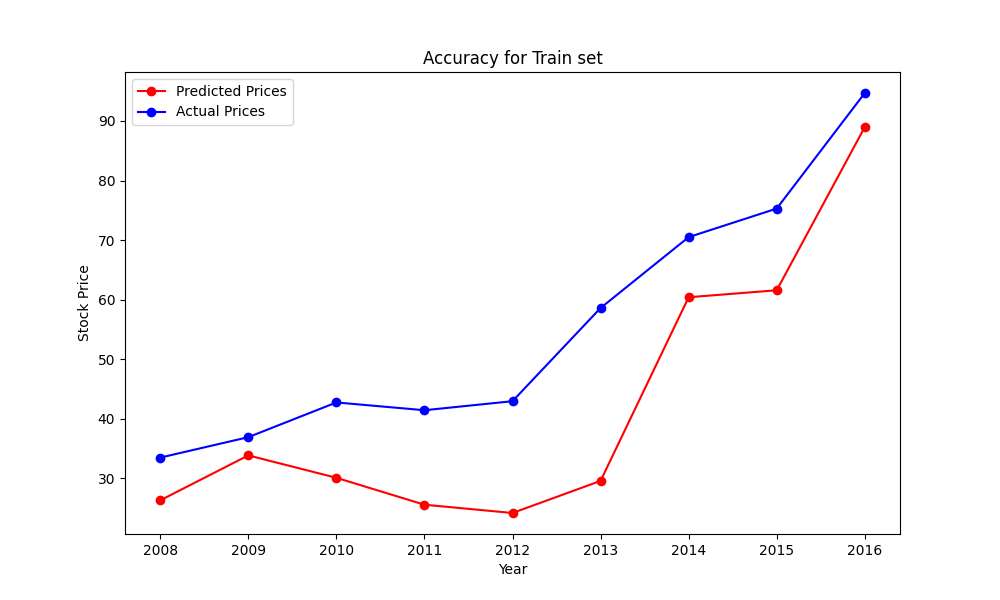 Accuracy for Train set
Predicted Prices
Actual Prices
90
80
70
60
50
40
30
Stock Price
2008 2009 2010 2011 2012 2013 2014 2015 2016
Year